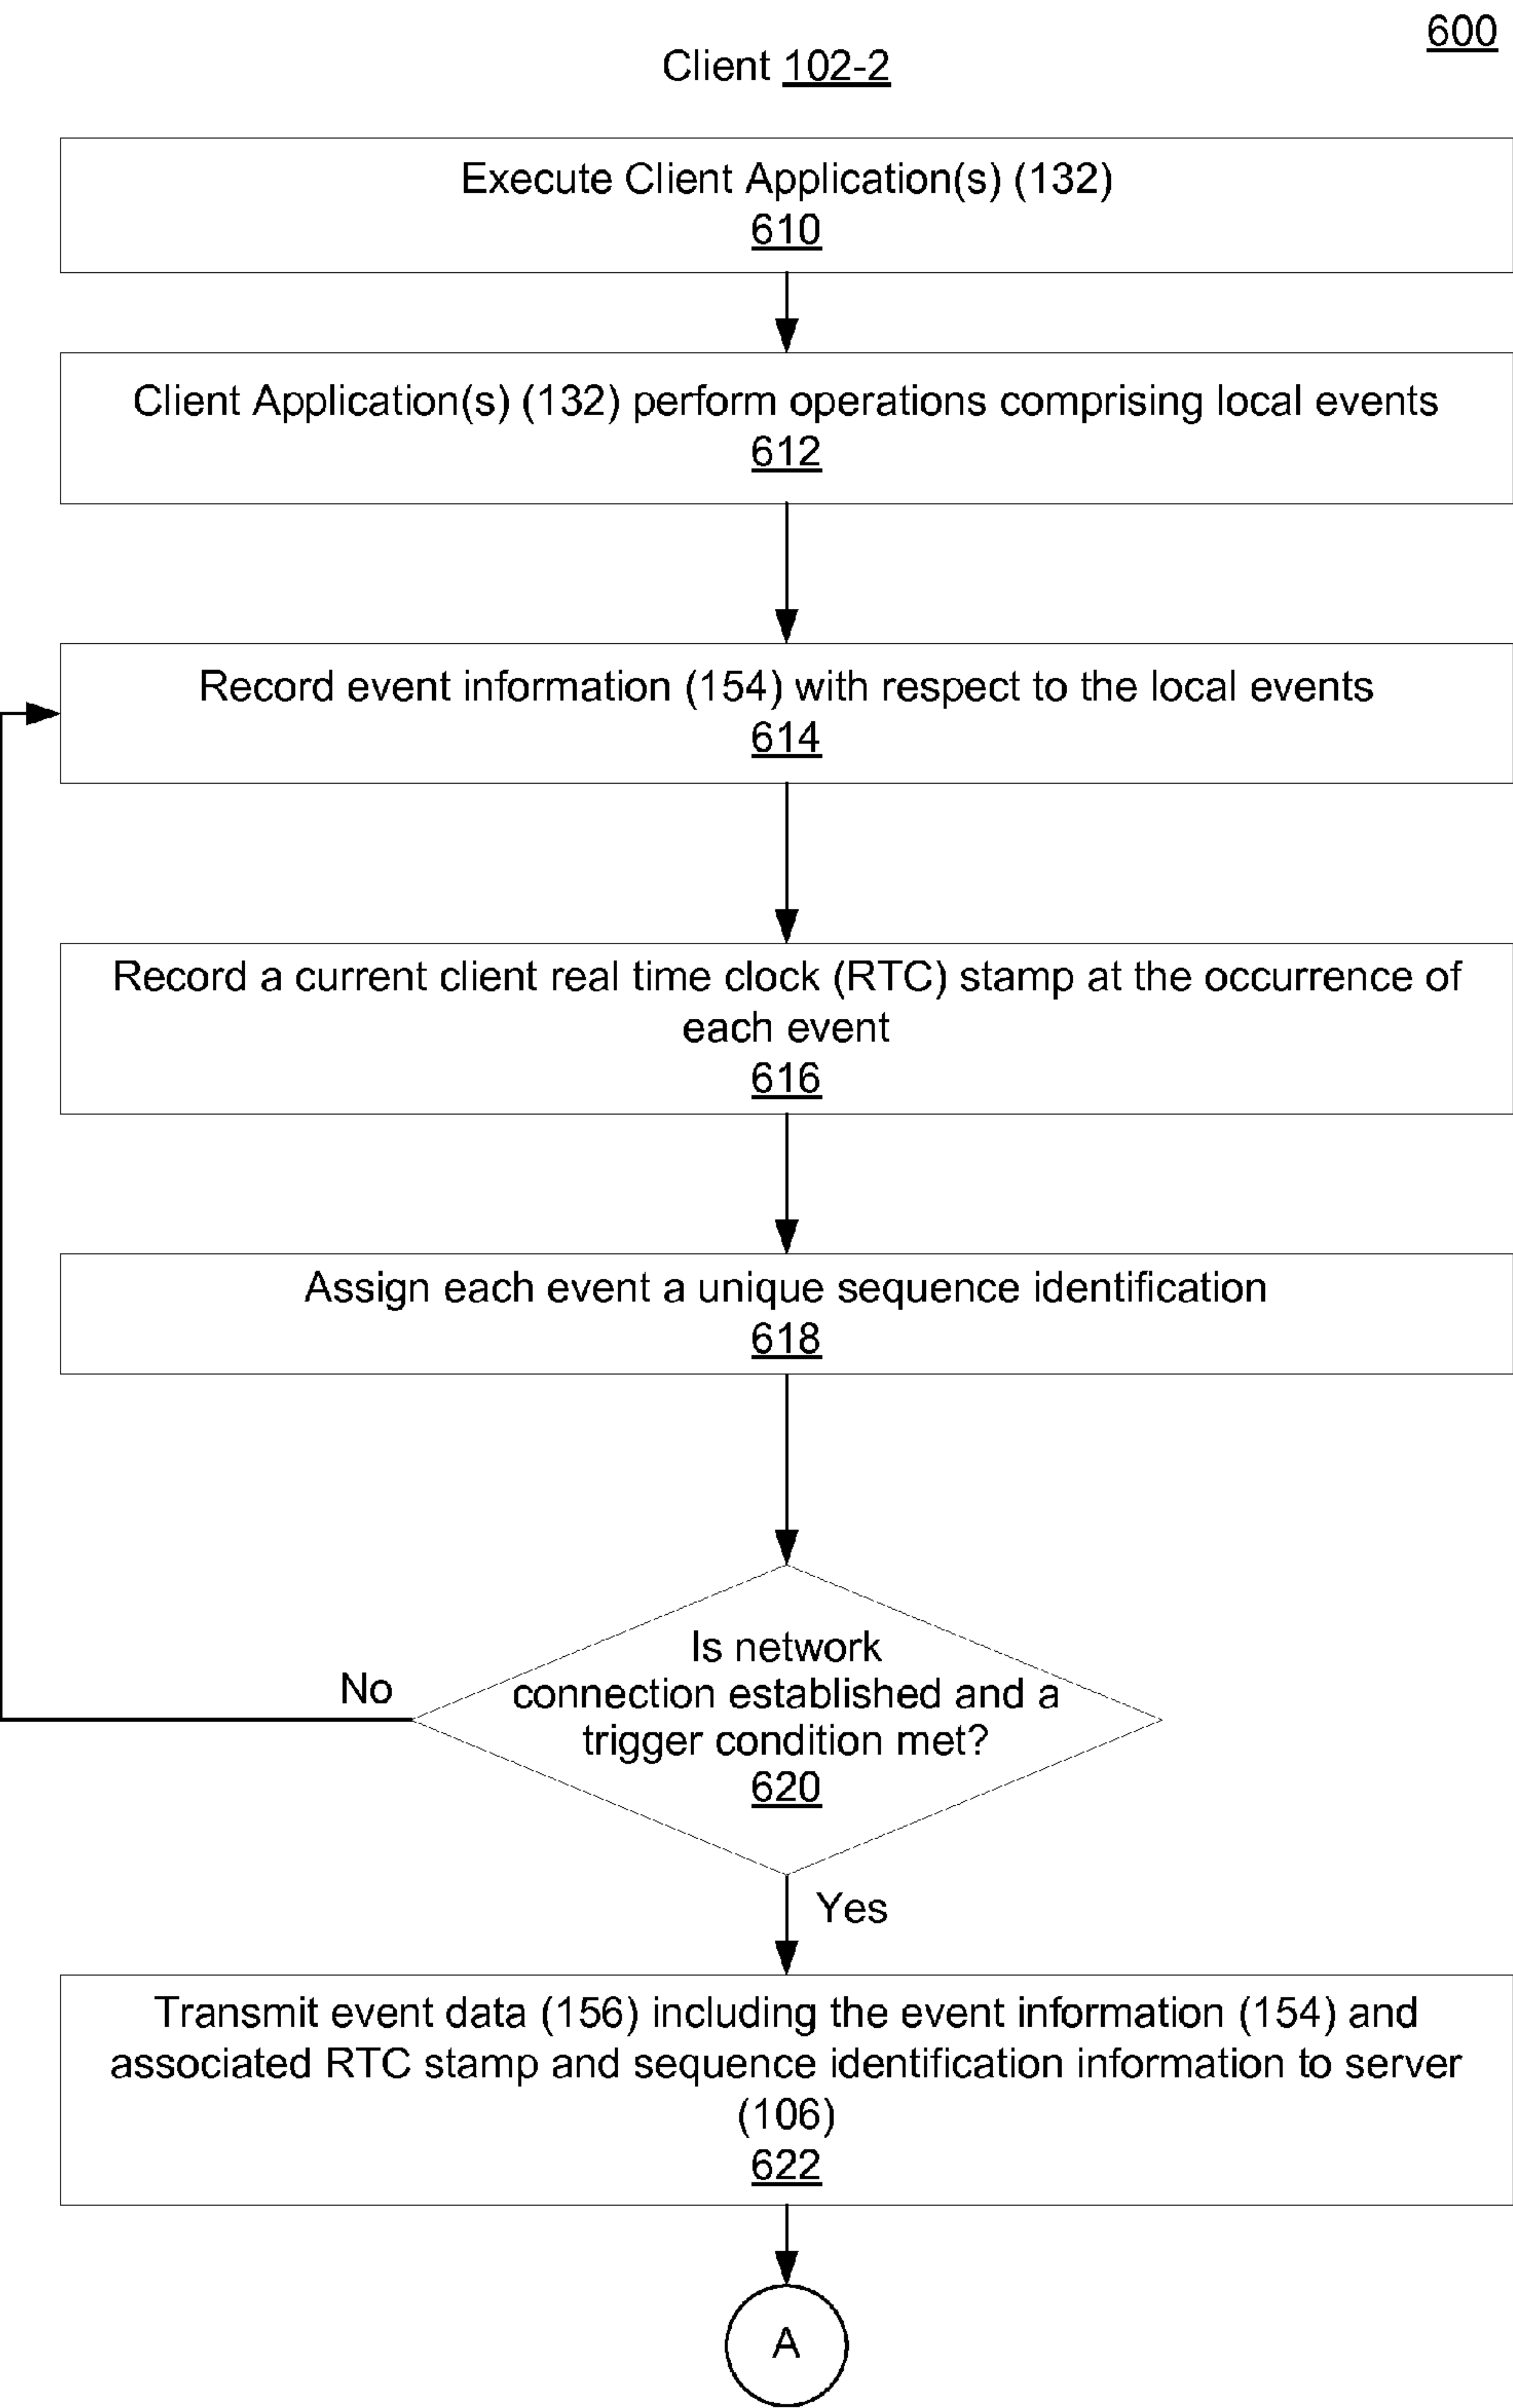 600
Client 102-2
Execute Client Application(s) (132)
610
Client Application(s) (132) perform operations comprising local events
612
Record event information (154) with respect to the local events
614
Record a current client real time clock (RTC) stamp at the occurrence of
each event
616
Assign each event a unique sequence identification
618
Is network
No
connection established and a
trigger condition met?
620
Yes
Transmit event data (156) including the event information (154) and
associated RTC stamp and sequence identification information to server
(106)
622
A